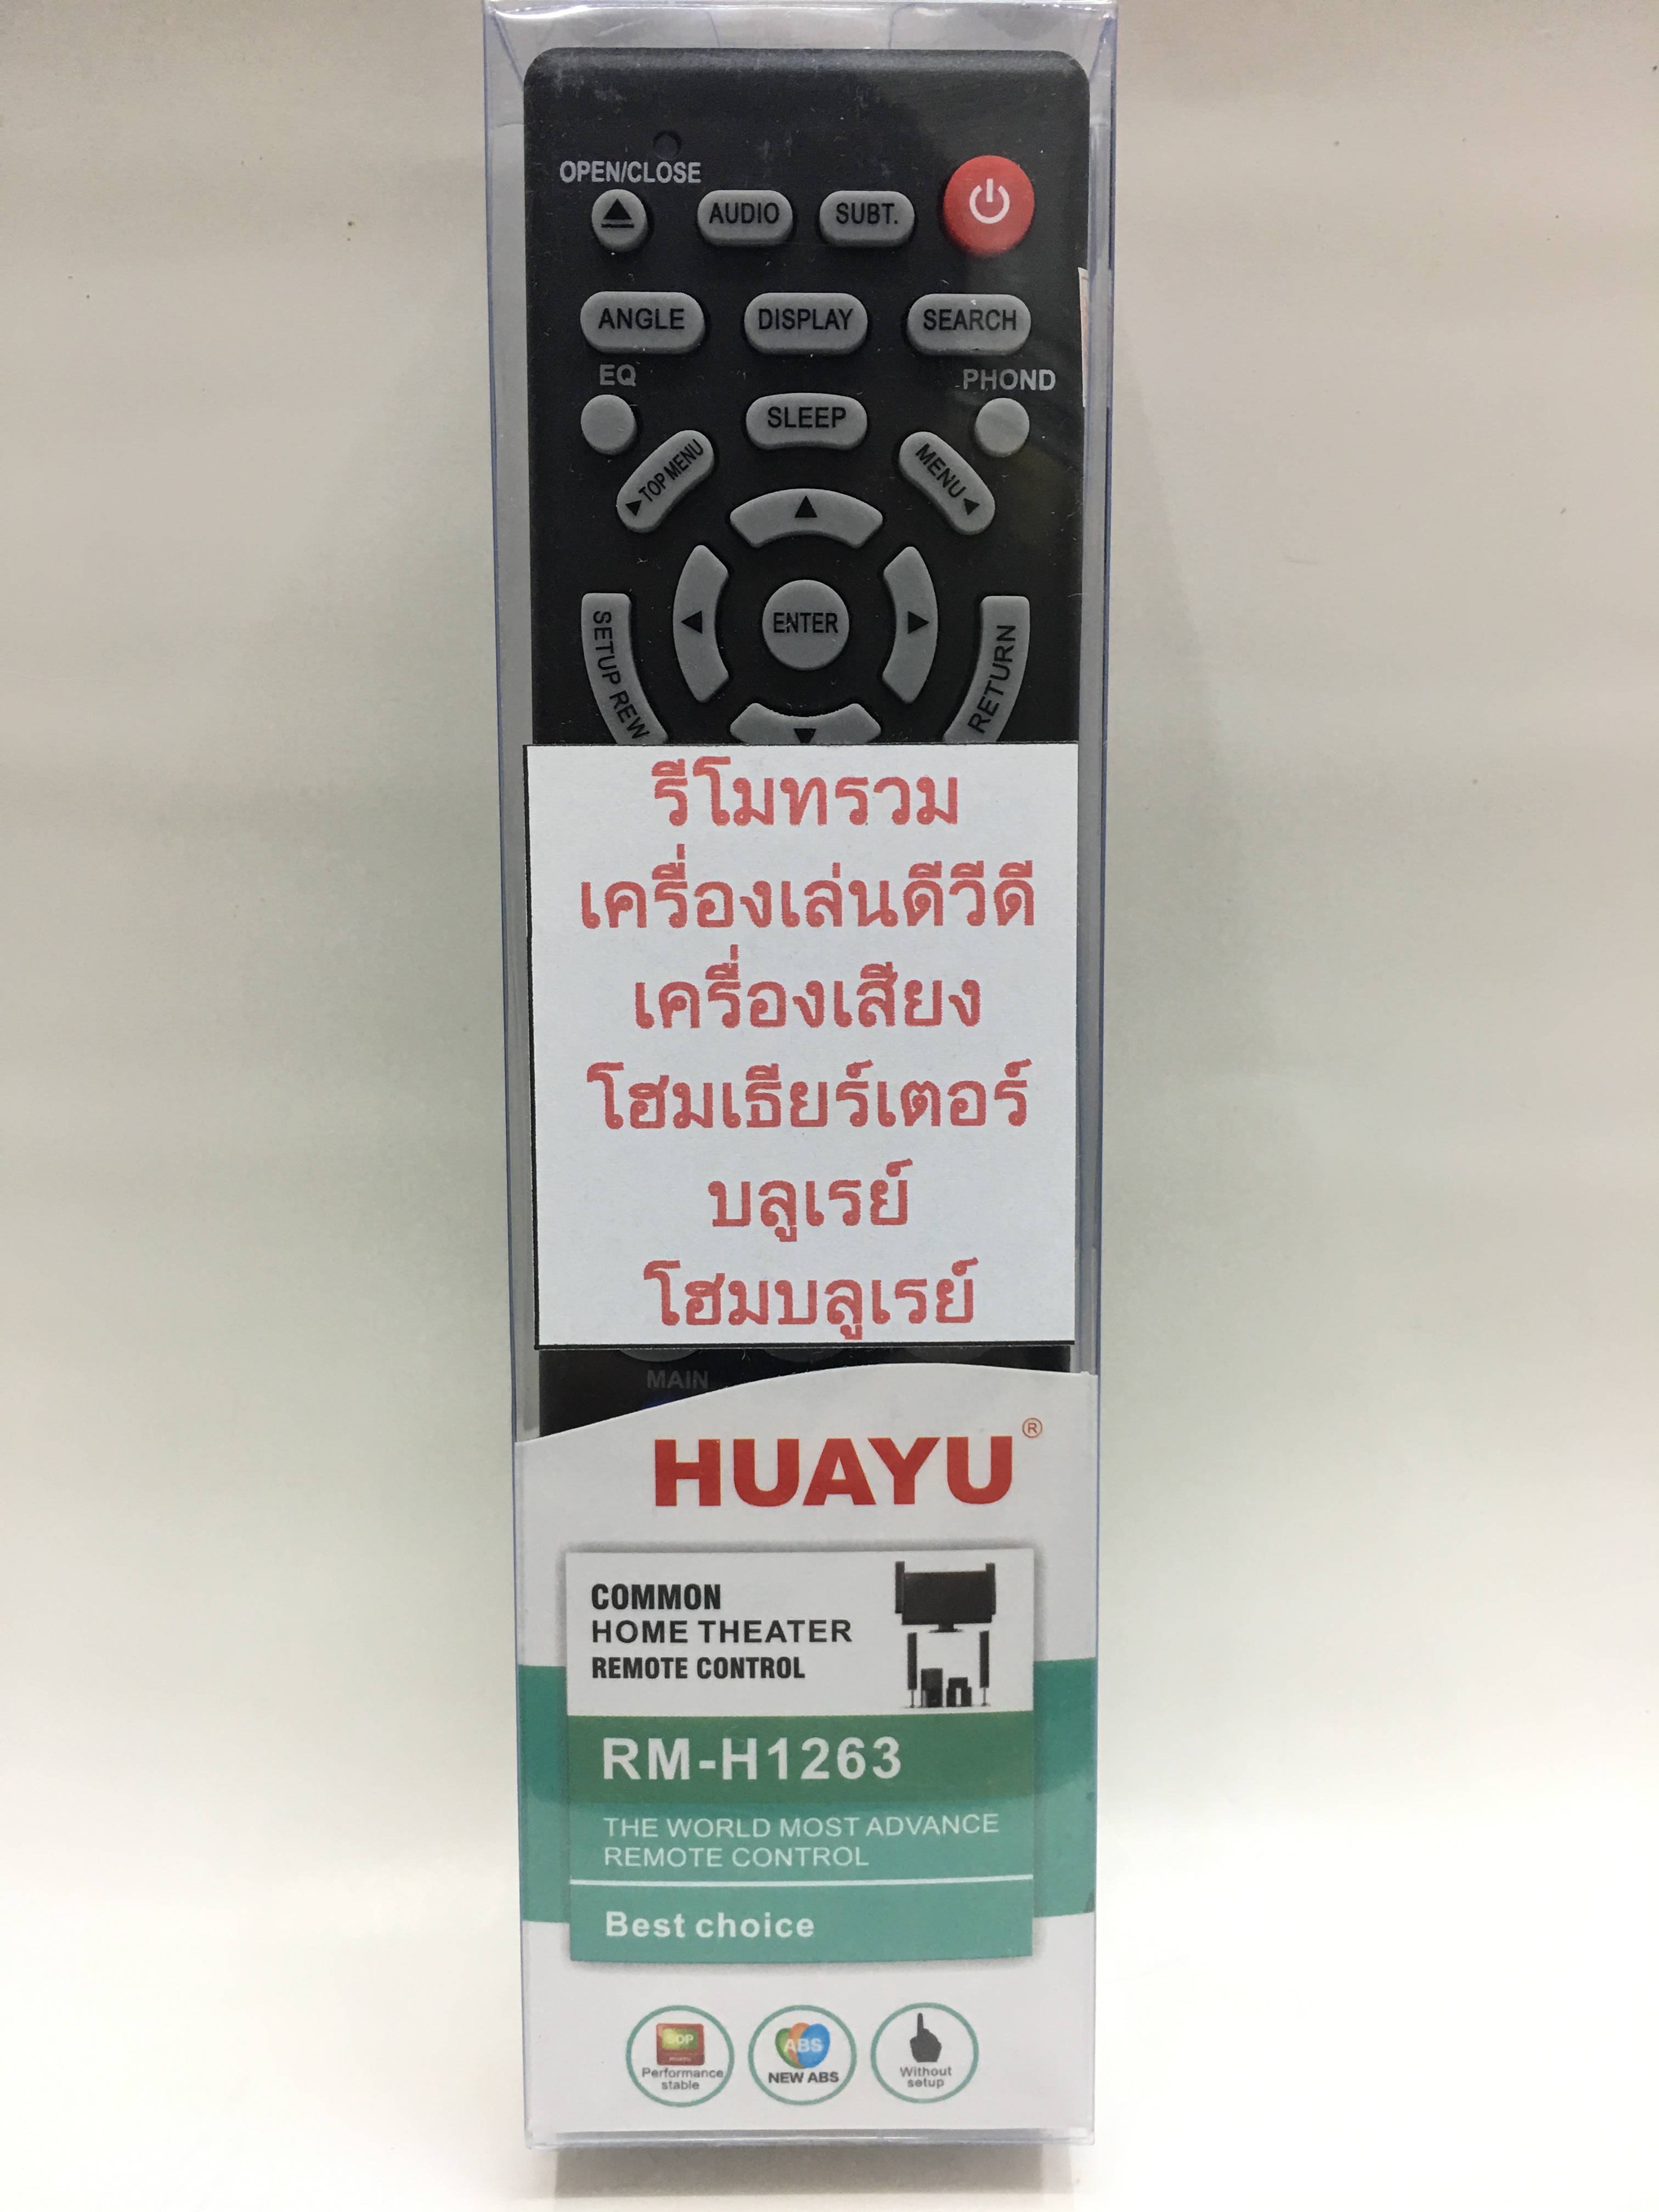 OPEN/CLOSE
AUDIO
SUBT.
ANGLE
DISPLAY
SEARCH
EQ
PHOND
SLEEP
TOP MENU
MENU
ENTER
SETUP REW
RETURN
รีโมทรวม
เครื่องเล่นดีวีดี
เครื่องเสียง
โฮมเธียร์เตอร์
บลูเรย์
โฮมบลูเรย์
MAIN
HUAYU®
COMMON
HOME THEATER
REMOTE CONTROL
RM-H1263
THE WORLD MOST ADVANCE
REMOTE CONTROL
Best choice
Performance
stable
ABS
NEW ABS
Without
setup